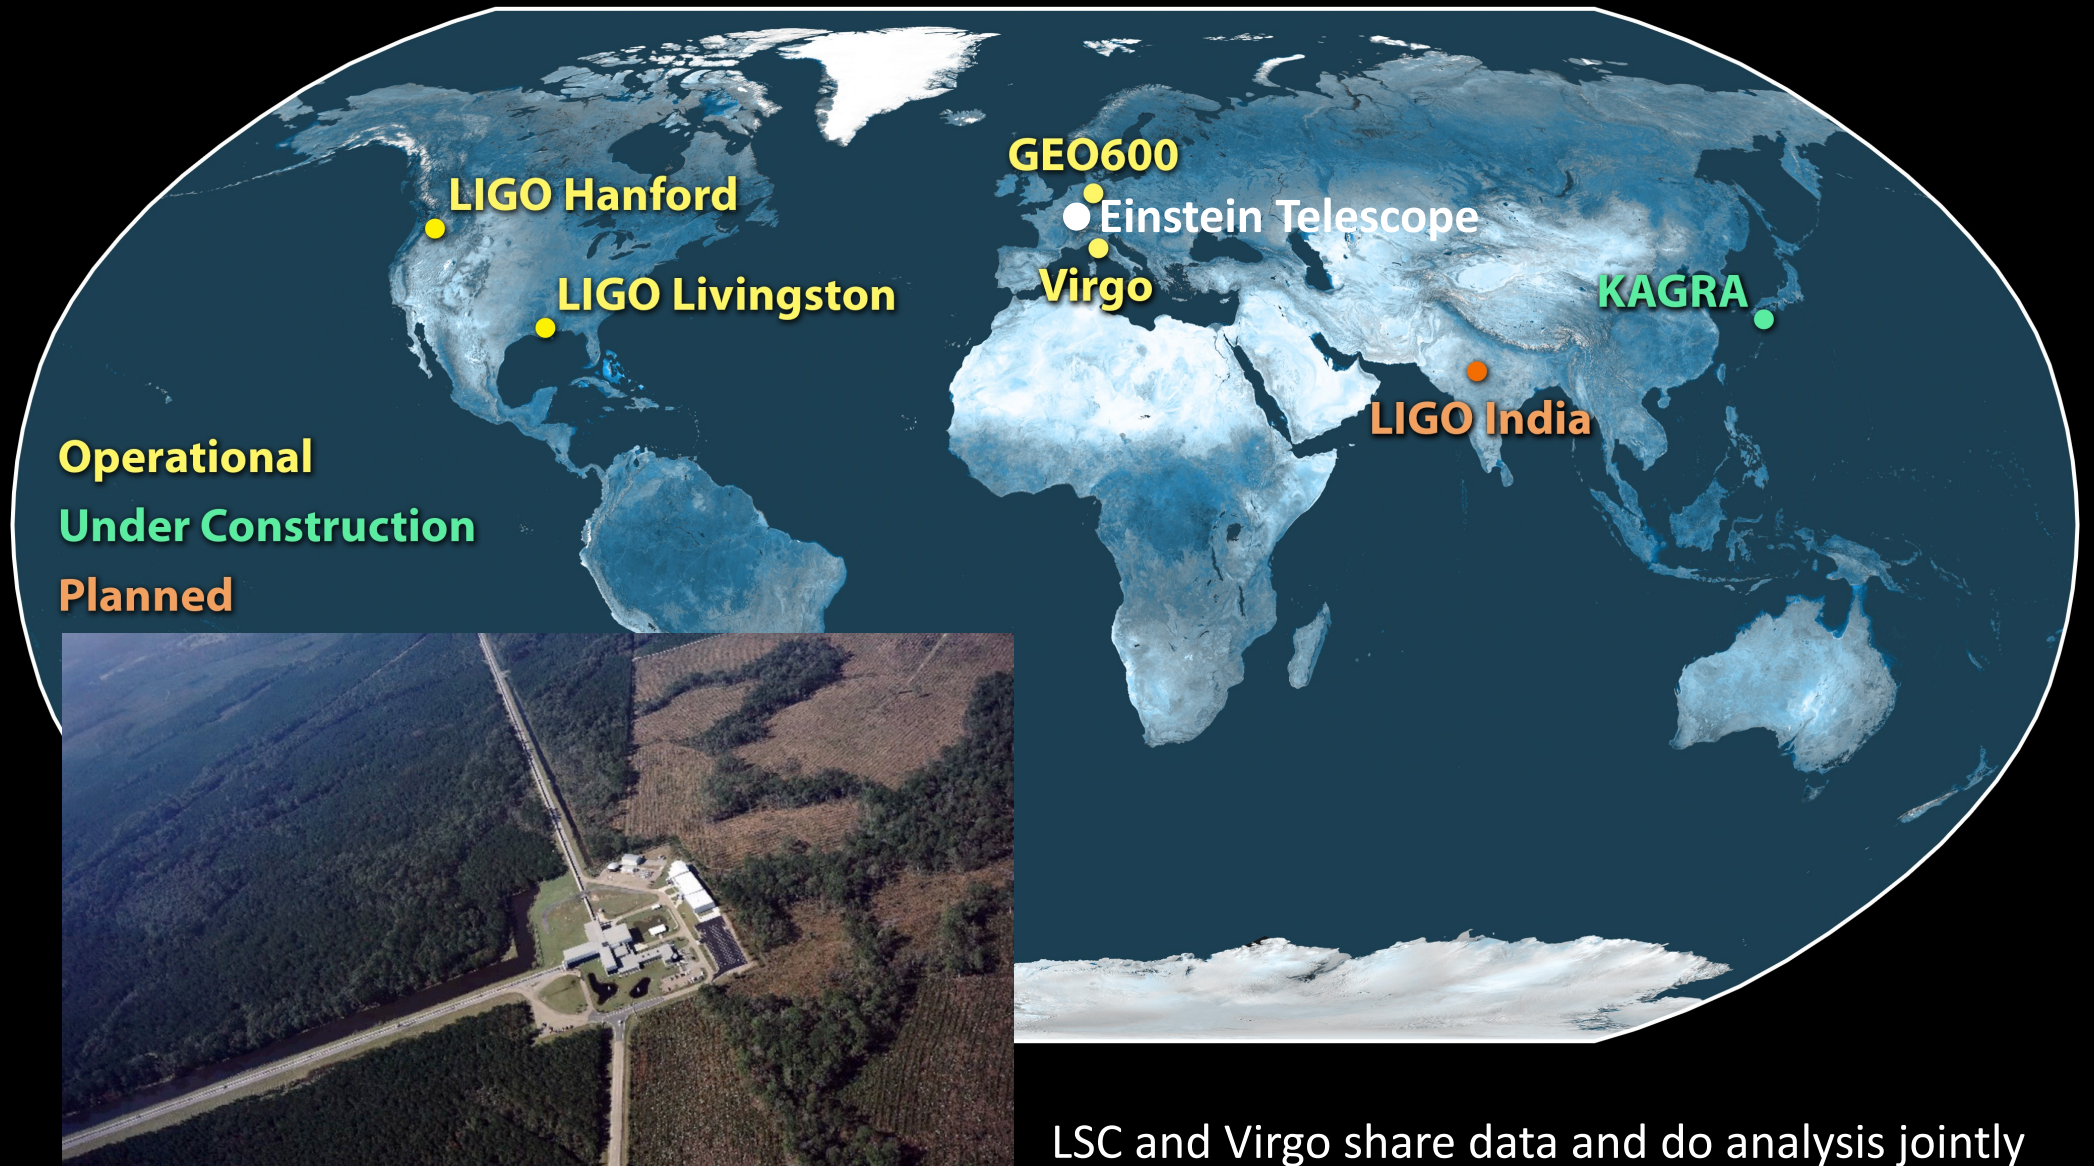 GEO600
LIGO Hanford
Einstein Telescope
Virgo
LIGO Livingston
KAGRA
LIGO India
Operational
Under Construction
Planned
LSC and Virgo share data and do analysis jointly